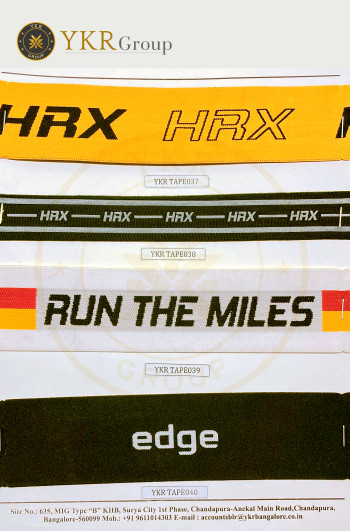 YKR Group
HRX HRX
YKR TAPE037
HRX HRX HRX HRX HRX
YKR TAPE038
RUN THE MILES
YKR TAPE039
edge
YKR TAPE040
Site No.: 635, MIG Type "B" KHB, Surya City 1st Phase, Chandapura-Anekal Main Road,Chandapura,
Bangalore-560099 Mob.: +91 9611014303 E-mail : accountsblr@ykrbangalore.co.in